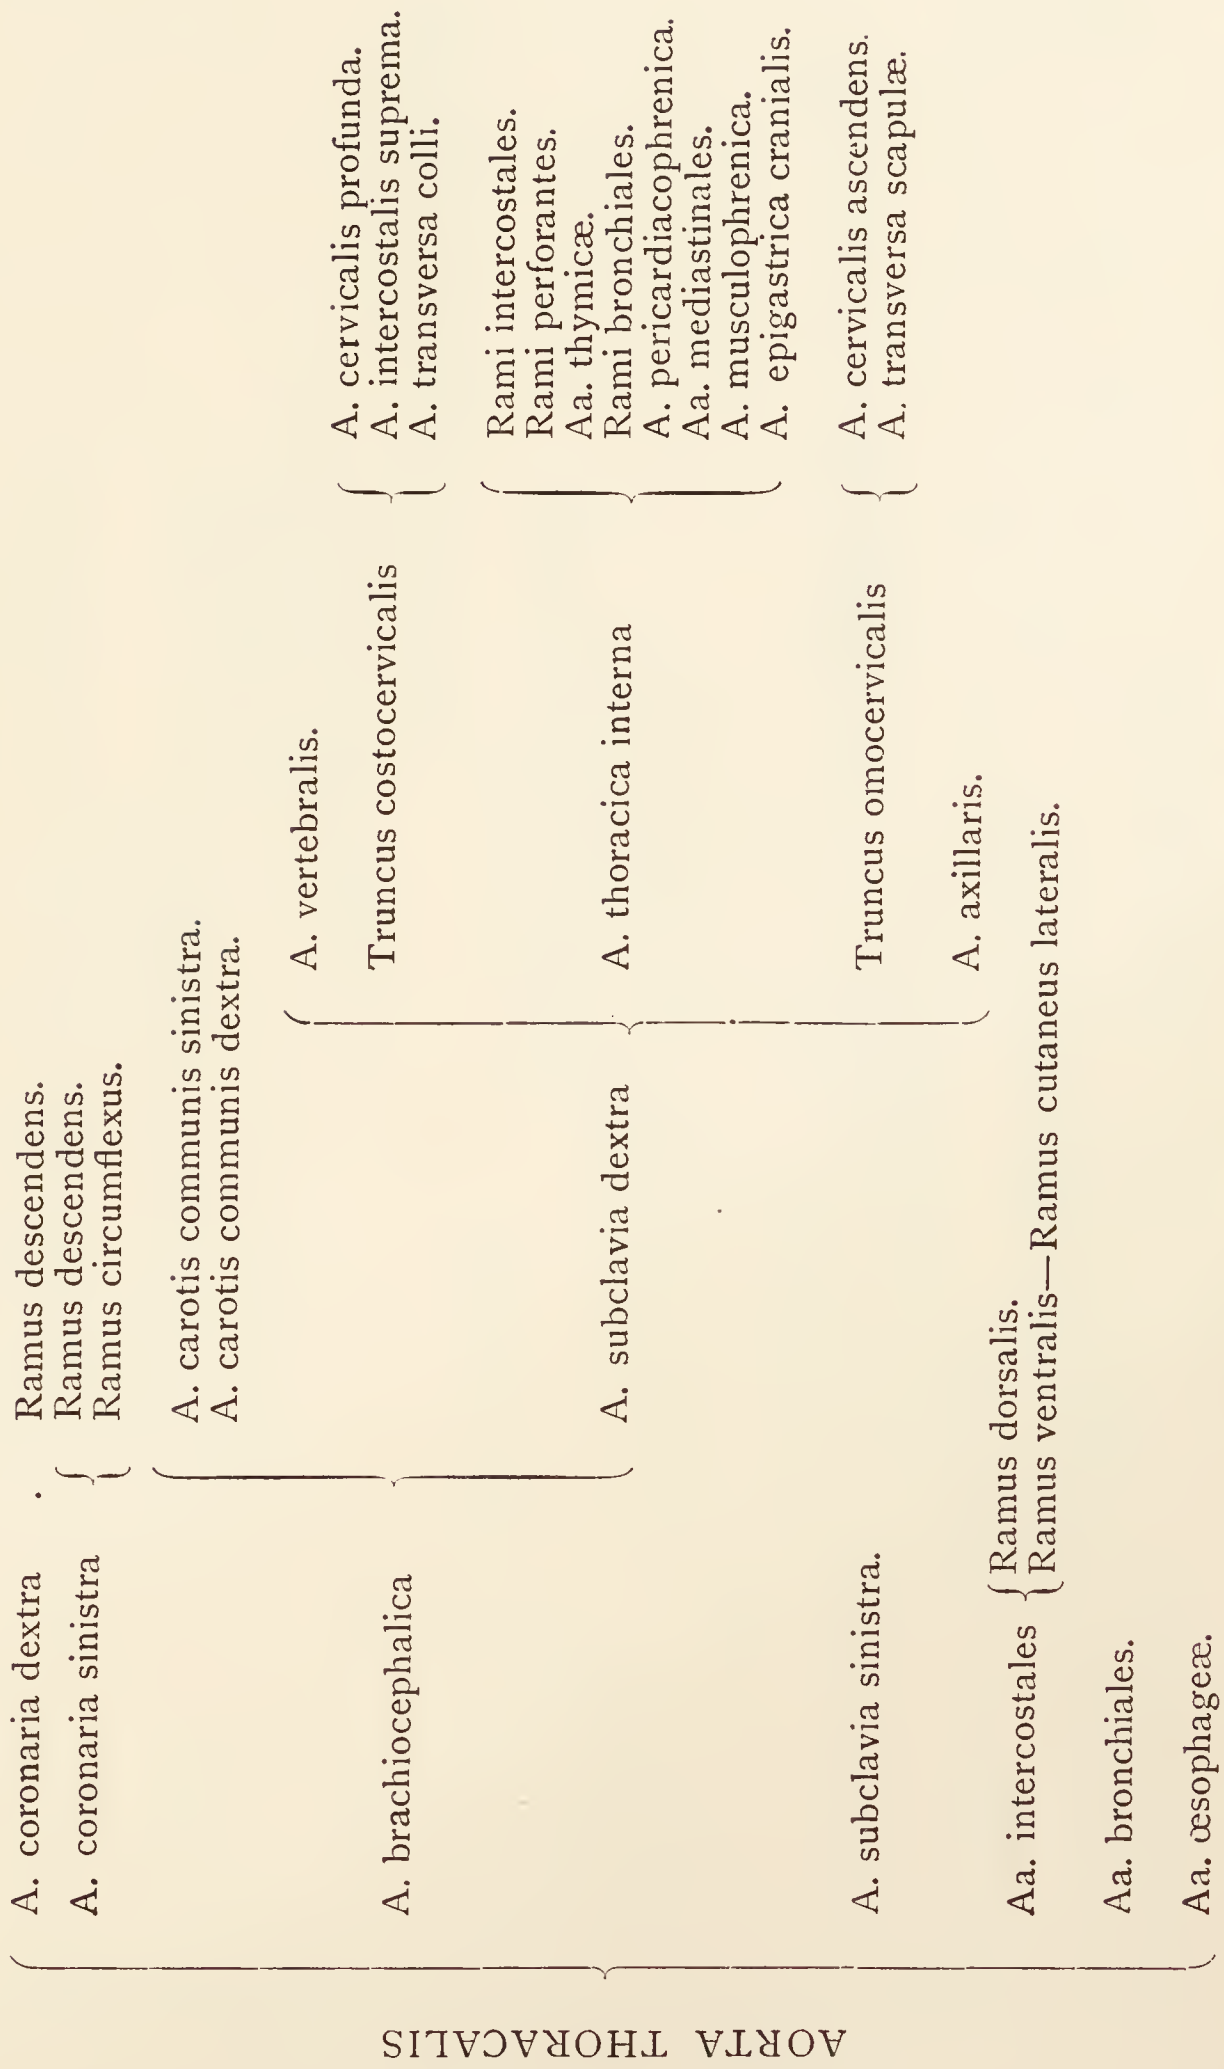 AORTA THORACALIS
A. coronaria dextra . Ramus descendens.
A. coronaria sinistra
Ramus descendens.
Ramus circumflexus.
A. brachiocephalica
A. carotis communis sinistra.
A. carotis communis dextra.
A. subclavia dextra
A. vertebralis.
Truncus costocervicalis
A. cervicalis profunda.
A. intercostalis suprema.
A. transversa colli.
A. thoracica interna
Rami intercostales.
Rami perforantes.
Aa. thymicæ.
Rami bronchiales.
A. pericardiacophrenica.
Aa. mediastinales.
A. musculophrenica.
A. epigastrica cranialis.
Truncus omocervicalis
A. cervicalis ascendens.
A. transversa scapulæ.
A. axillaris.
A. subclavia sinistra.
Aa. intercostales
Ramus dorsalis.
Ramus ventralis—Ramus cutaneus lateralis.
Aa. bronchiales.
Aa. œsophageæ.